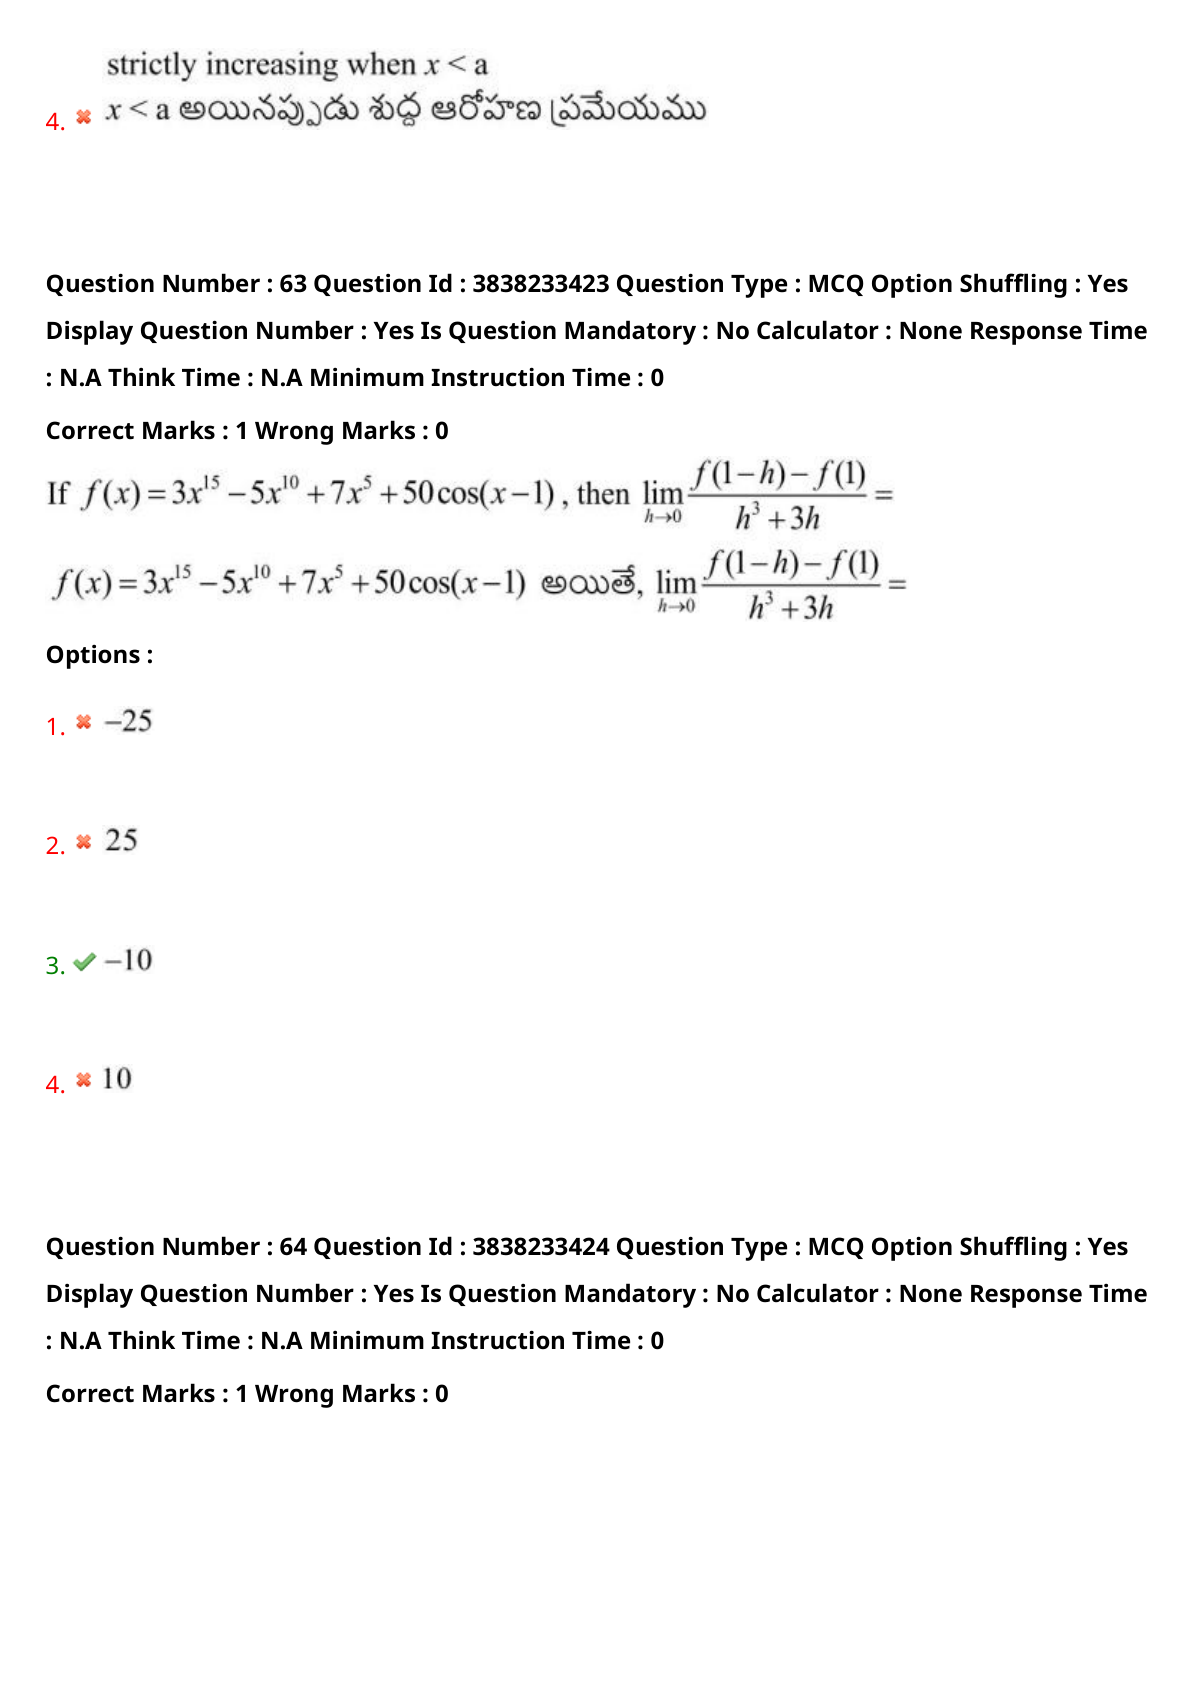 strictly increasing when x < a
4. x < a అయినప్పుడు శుద్ధ ఆరోహణ ప్రమేయము
Question Number : 63 Question Id : 3838233423 Question Type : MCQ Option Shuffling : Yes
Display Question Number : Yes Is Question Mandatory : No Calculator : None Response Time
: N.A Think Time : N.A Minimum Instruction Time : 0
Correct Marks : 1 Wrong Marks : 0
If f(x) = 3x^15 − 5x^10 + 7x^5 + 50 cos(x − 1), then lim h→0 (f(1−h) − f(1))/(h^3 + 3h) =
f(x) = 3x^15 − 5x^10 + 7x^5 + 50 cos(x − 1) అయితే, lim h→0 (f(1−h) − f(1))/(h^3 + 3h) =
Options :
1. −25
2. 25
3. −10
4. 10
Question Number : 64 Question Id : 3838233424 Question Type : MCQ Option Shuffling : Yes
Display Question Number : Yes Is Question Mandatory : No Calculator : None Response Time
: N.A Think Time : N.A Minimum Instruction Time : 0
Correct Marks : 1 Wrong Marks : 0